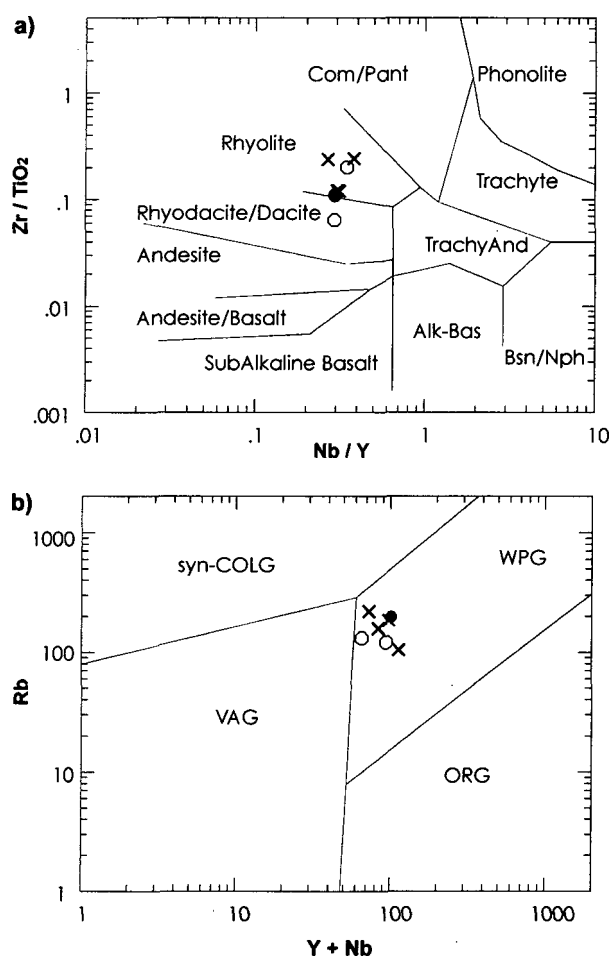 a)
Com/Pant
Phonolite
1
Rhyolite
Trachyte
Zr / TiO₂
.1
Rhyodacite/Dacite
TrachyAnd
Andesite
.01
Andesite/Basalt
Alk-Bas
SubAlkaline Basalt
Bsn/Nph
.001
.01
.1
1
10
Nb / Y
b)
1000
syn-COLG
WPG
Rb
100
VAG
10
ORG
1
1
10
100
1000
Y + Nb